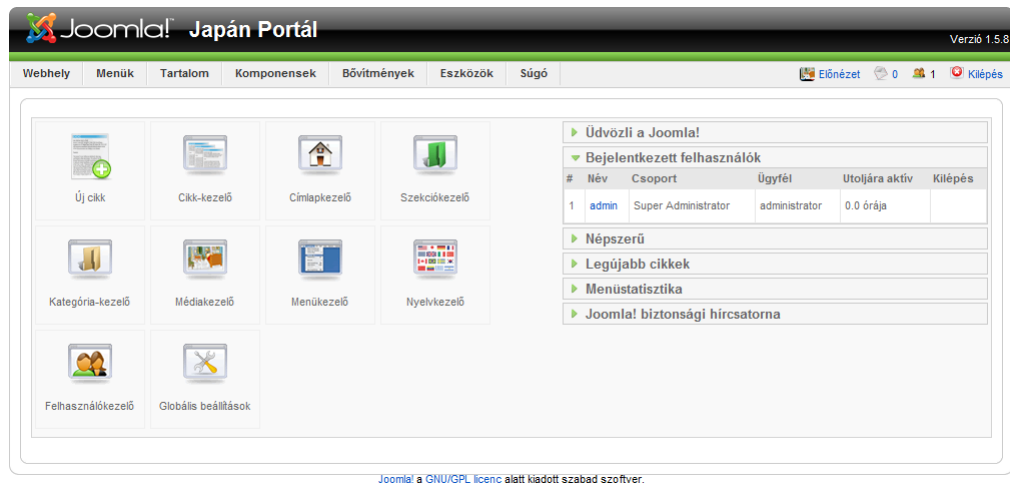 Joomla!™ Japán Portál
Verzió 1.5.8
Webhely Menük Tartalom Komponensek Bővítmények Eszközök Súgó Előnézet 0 1 Kilépés
Új cikk Cikk-kezelő Címlapkezelő Szekciókezelő
Kategória-kezelő Médiakezelő Menükezelő Nyelvkezelő
Felhasználókezelő Globális beállítások
Üdvözli a Joomla!
Bejelentkezett felhasználók
# Név Csoport Ügyfél Utoljára aktív Kilépés
1 admin Super Administrator administrator 0.0 órája
Népszerű
Legújabb cikkek
Menüstatisztika
Joomla! biztonsági hírcsatorna
Joomla! a GNU/GPL licenc alatt kiadott szabad szoftver.